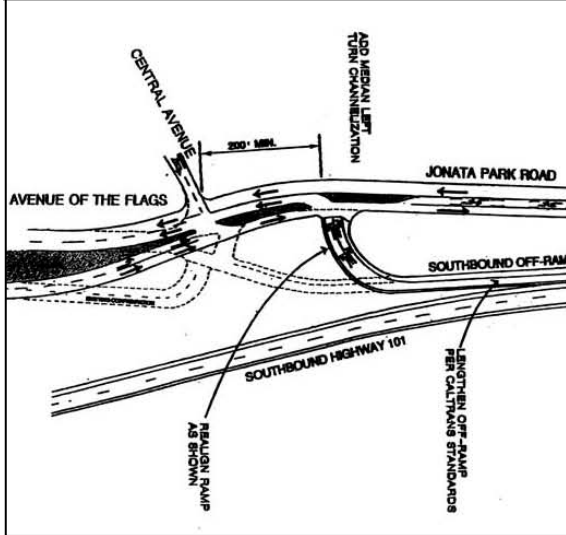 CENTRAL AVENUE
ADD MEDIAN LEFT
TURN CHANNELIZATION
200' MIN.
JONATA PARK ROAD
AVENUE OF THE FLAGS
SOUTHBOUND OFF-RAM
SOUTHBOUND HIGHWAY 101
REALIGN RAMP
AS SHOWN
LENGTHEN OFF-RAMP
PER CALTRANS STANDARDS